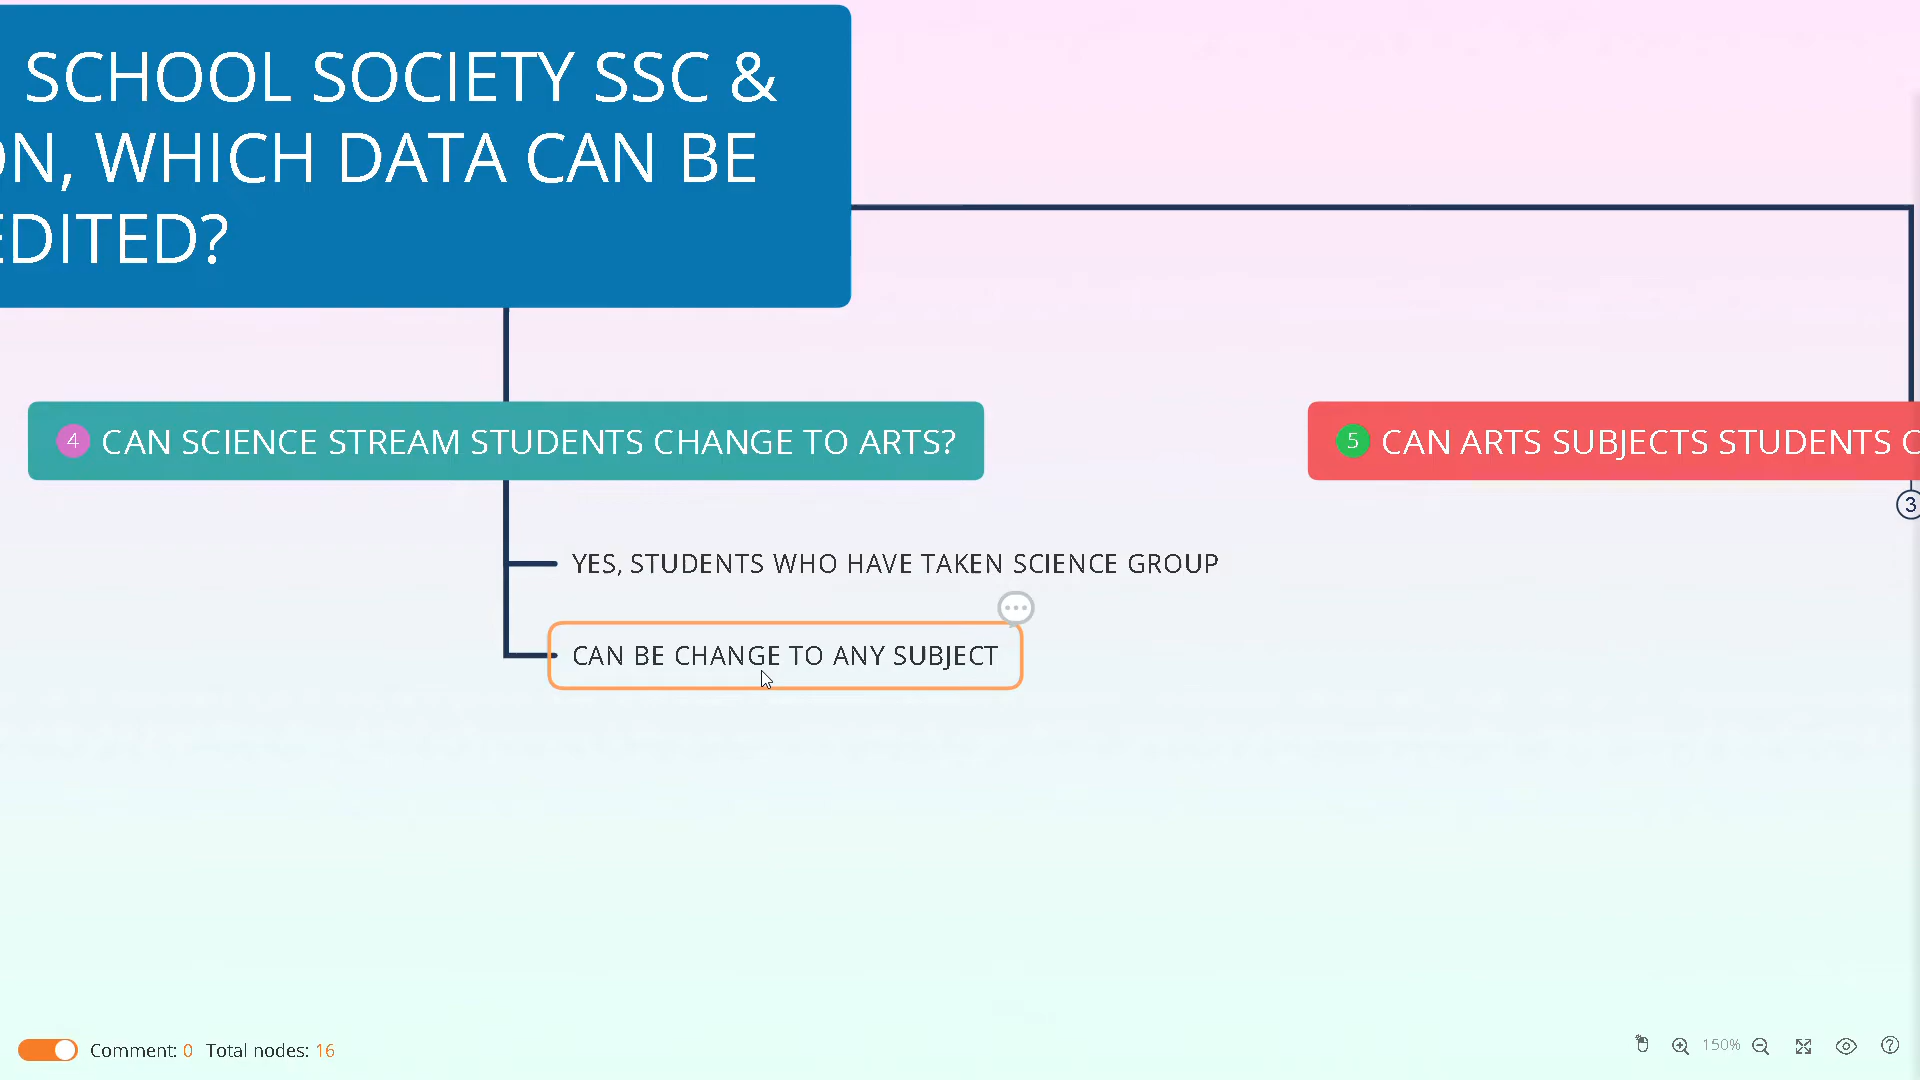 SCHOOL SOCIETY SSC &
ON, WHICH DATA CAN BE
EDITED?
4 CAN SCIENCE STREAM STUDENTS CHANGE TO ARTS?
5 CAN ARTS SUBJECTS STUDENTS
3
YES, STUDENTS WHO HAVE TAKEN SCIENCE GROUP
CAN BE CHANGE TO ANY SUBJECT
Comment: 0 Total nodes: 16
150%